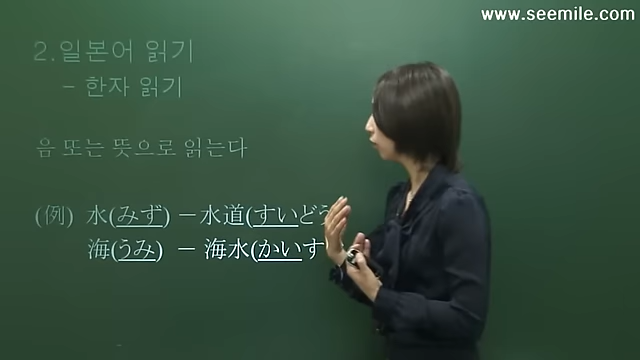 www.seemile.com
2.일본어 읽기
- 한자 읽기
음 또는 뜻으로 읽는다
(例) 水(みず) － 水道(すいどう
海(うみ) － 海水(かいす